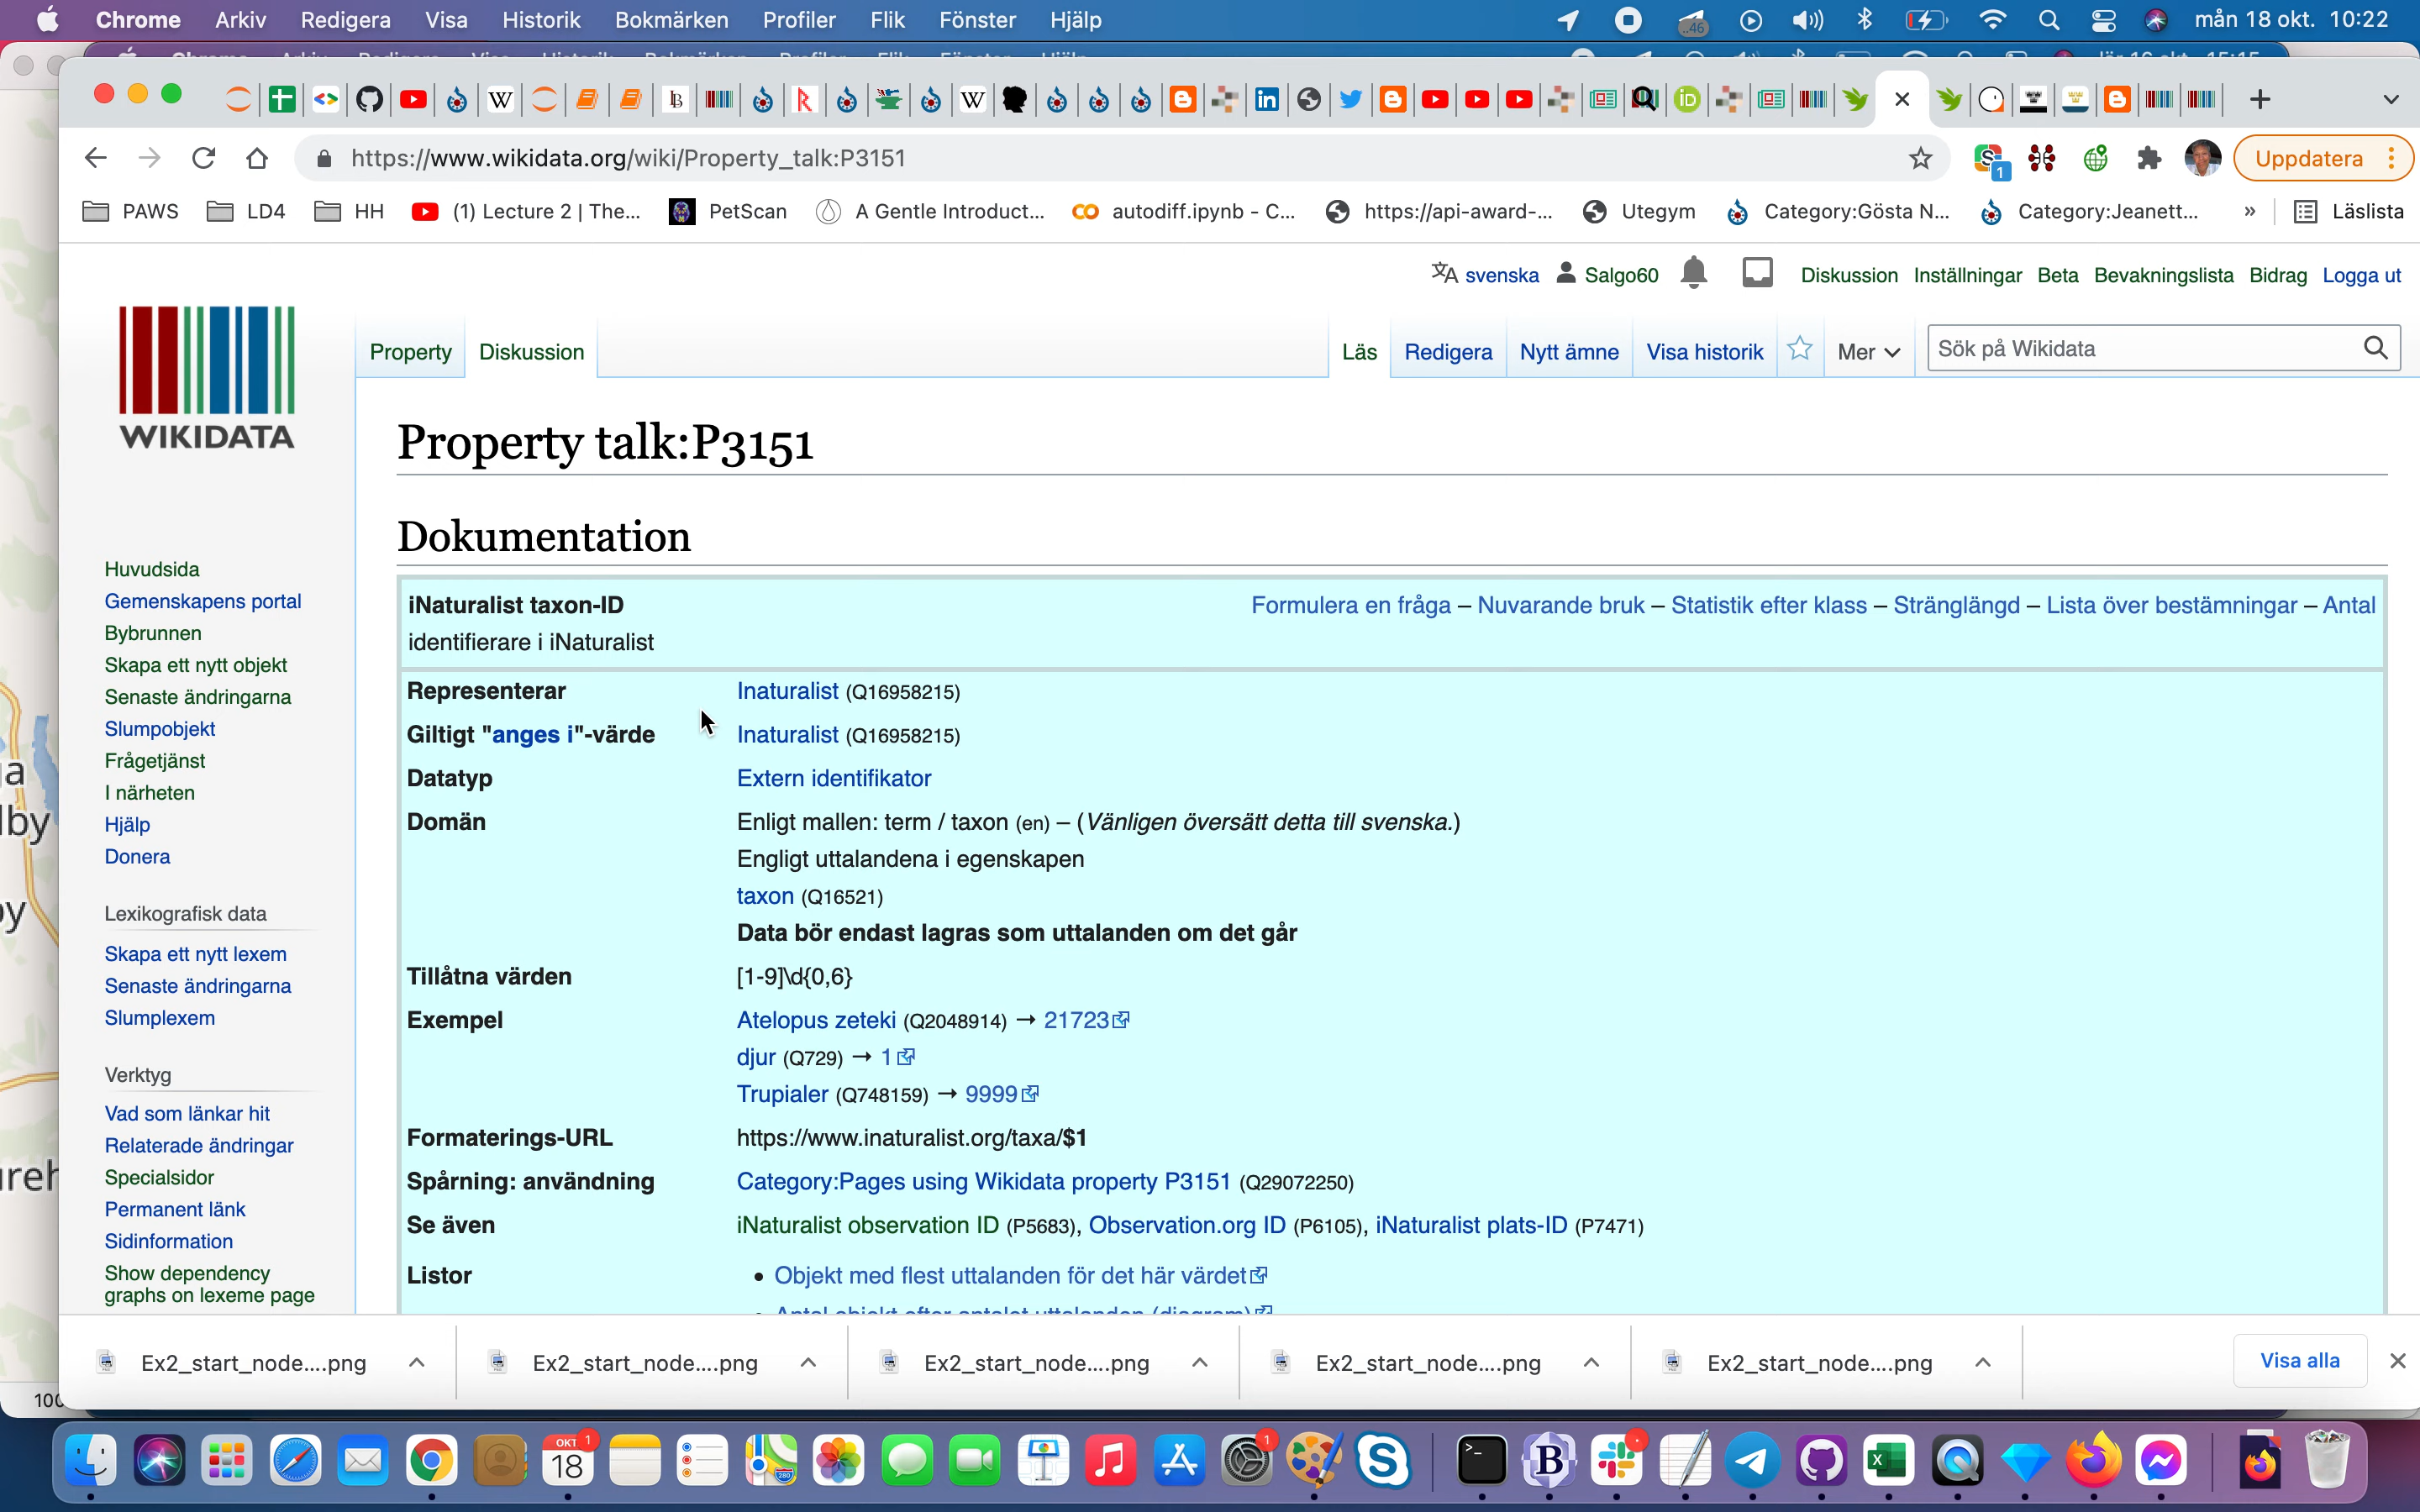 Chrome Arkiv Redigera Visa Historik Bokmärken Profiler Flik Fönster Hjälp mån 18 okt. 10:22
https://www.wikidata.org/wiki/Property_talk:P3151
Uppdatera
PAWS LD4 HH (1) Lecture 2 | The... PetScan A Gentle Introduct... autodiff.ipynb - C... https://api-award-... Utegym Category:Gösta N... Category:Jeanett... » Läslista
svenska Salgo60 Diskussion Inställningar Beta Bevakningslista Bidrag Logga ut
WIKIDATA
Property Diskussion Läs Redigera Nytt ämne Visa historik Mer Sök på Wikidata
Property talk:P3151
Dokumentation
iNaturalist taxon-ID
identifierare i iNaturalist
Formulera en fråga – Nuvarande bruk – Statistik efter klass – Stränglängd – Lista över bestämningar – Antal
Representerar Inaturalist (Q16958215)
Giltigt "anges i"-värde Inaturalist (Q16958215)
Datatyp Extern identifikator
Domän Enligt mallen: term / taxon (en) – (Vänligen översätt detta till svenska.)
Engligt uttalandena i egenskapen
taxon (Q16521)
Data bör endast lagras som uttalanden om det går
Tillåtna värden [1-9]\d{0,6}
Exempel Atelopus zeteki (Q2048914) → 21723
djur (Q729) → 1
Trupialer (Q748159) → 9999
Formaterings-URL https://www.inaturalist.org/taxa/$1
Spårning: användning Category:Pages using Wikidata property P3151 (Q29072250)
Se även iNaturalist observation ID (P5683), Observation.org ID (P6105), iNaturalist plats-ID (P7471)
Listor • Objekt med flest uttalanden för det här värdet
• Antal objekt efter antalet uttalanden (diagram)
Huvudsida
Gemenskapens portal
Bybrunnen
Skapa ett nytt objekt
Senaste ändringarna
Slumpobjekt
Frågetjänst
I närheten
Hjälp
Donera
Lexikografisk data
Skapa ett nytt lexem
Senaste ändringarna
Slumplexem
Verktyg
Vad som länkar hit
Relaterade ändringar
Specialsidor
Permanent länk
Sidinformation
Show dependency
graphs on lexeme page
Ex2_start_node....png Ex2_start_node....png Ex2_start_node....png Ex2_start_node....png Ex2_start_node....png Visa alla
OKT
18